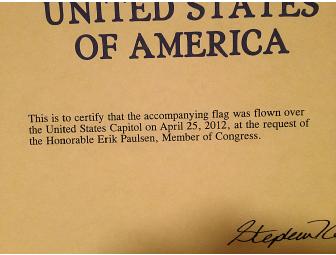 UNITED STATES
OF AMERICA
This is to certify that the accompanying flag was flown over
the United States Capitol on April 25, 2012, at the request of
the Honorable Erik Paulsen, Member of Congress.
Stephen